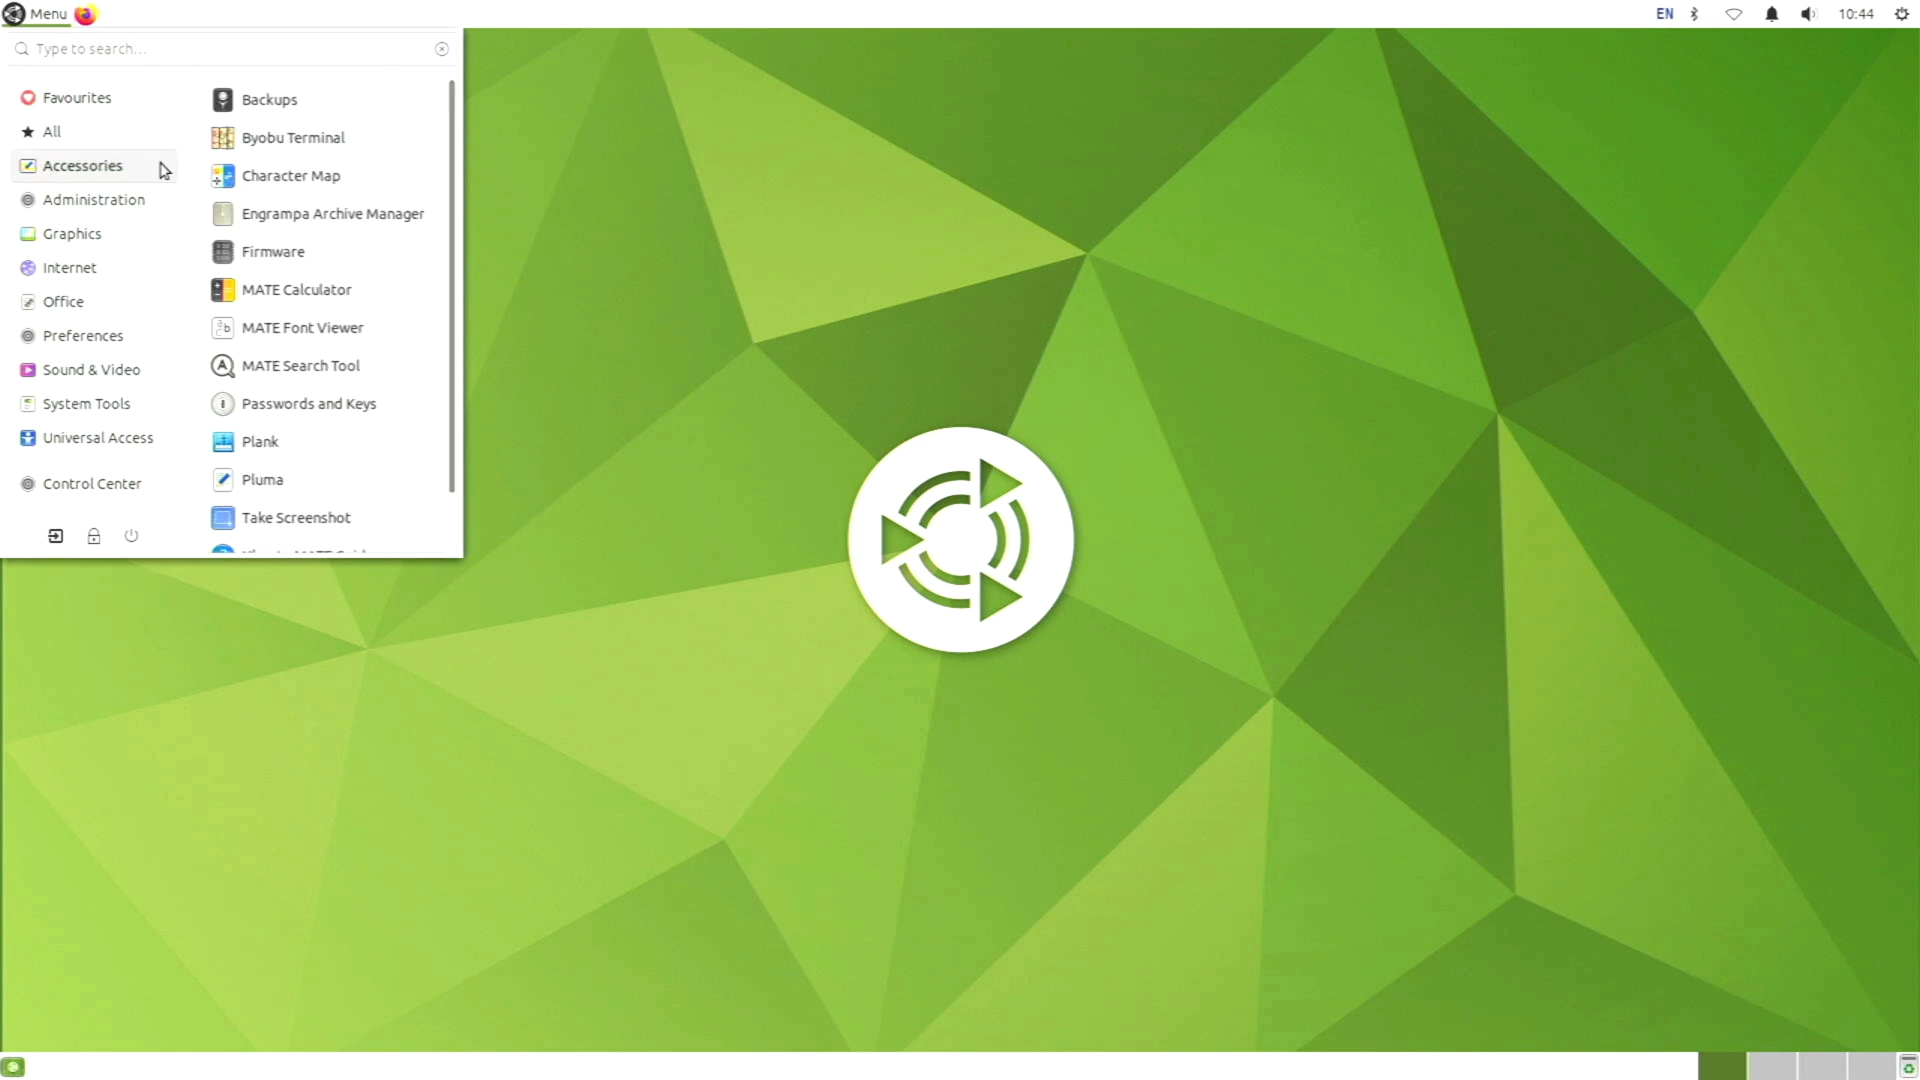 Menu
EN
10:44
Type to search...
Favourites
All
Accessories
Administration
Graphics
Internet
Office
Preferences
Sound & Video
System Tools
Universal Access
Control Center
Backups
Byobu Terminal
Character Map
Engrampa Archive Manager
Firmware
MATE Calculator
MATE Font Viewer
MATE Search Tool
Passwords and Keys
Plank
Pluma
Take Screenshot